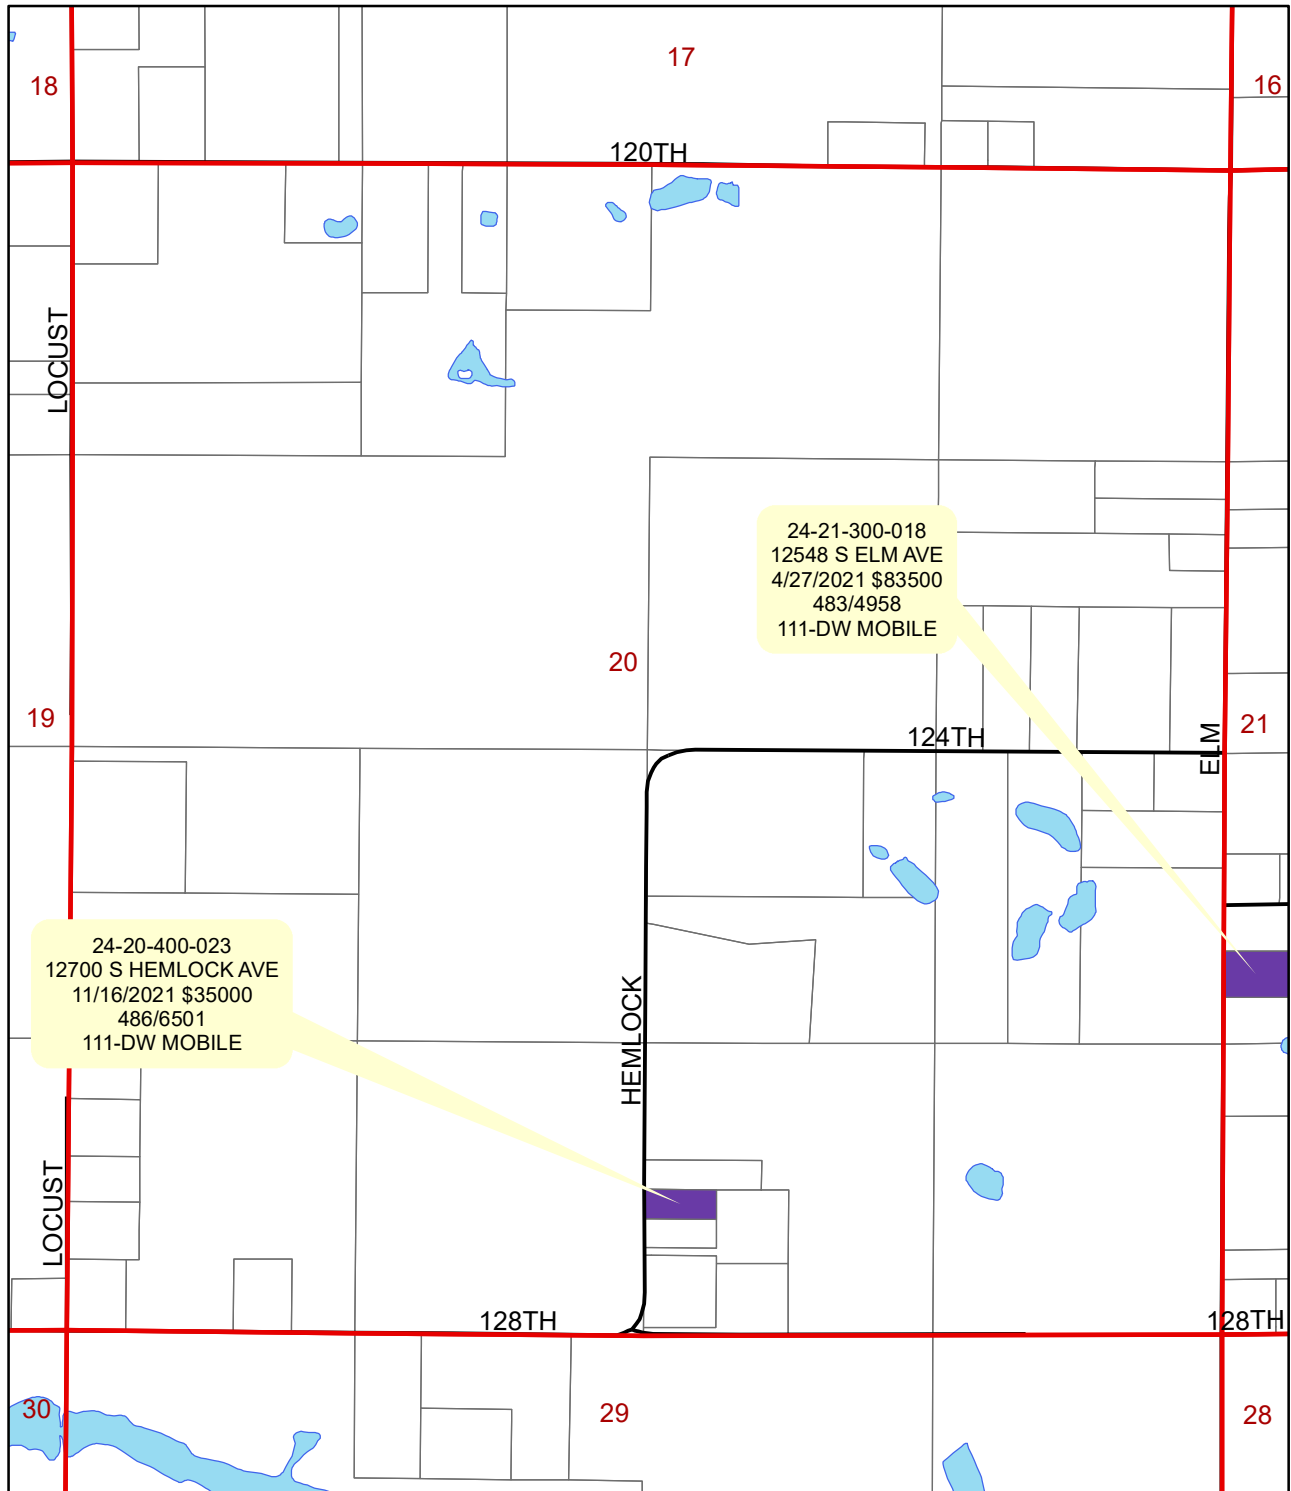 17
18
16
120TH
LOCUST
24-21-300-018
12548 S ELM AVE
4/27/2021 $83500
483/4958
111-DW MOBILE
20
19
21
124TH
ELM
24-20-400-023
12700 S HEMLOCK AVE
11/16/2021 $35000
486/6501
111-DW MOBILE
HEMLOCK
LOCUST
128TH
128TH
30
29
28